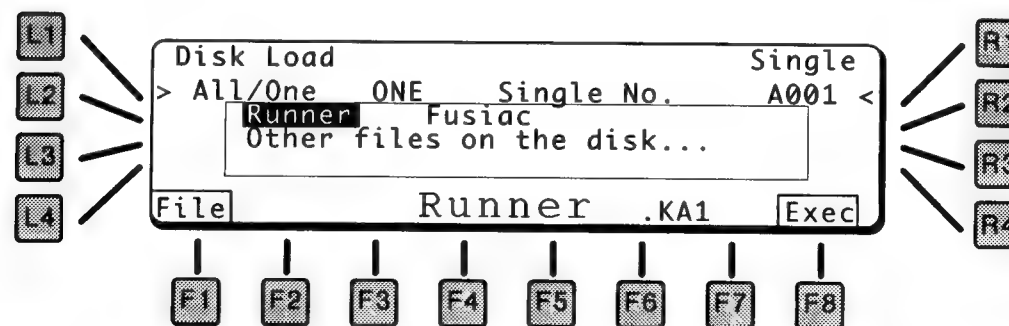 L1
L2
L3
L4
Disk Load Single
> All/One ONE Single No. A001 <
Runner Fusiac
Other files on the disk...
File Runner .KA1 Exec
R1
R2
R3
R4
F1 F2 F3 F4 F5 F6 F7 F8